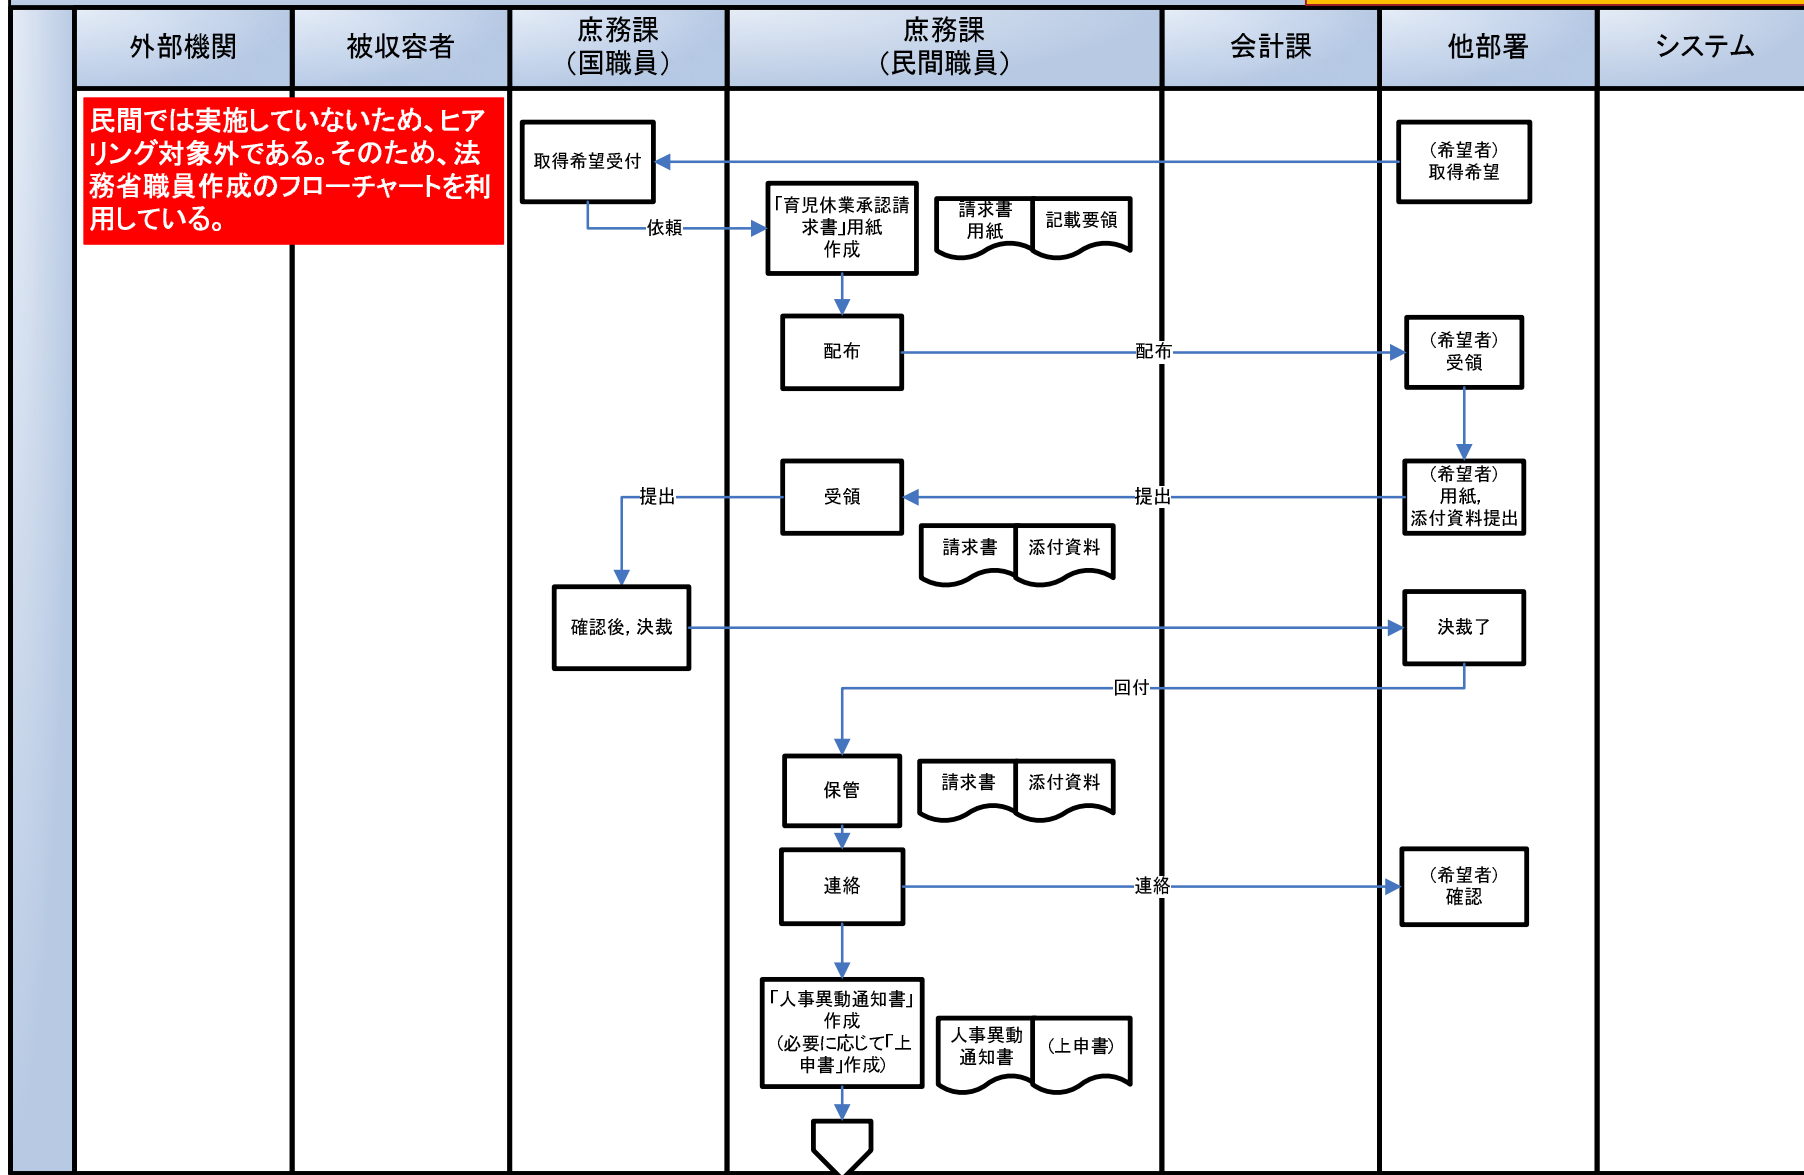 外部機関
被収容者
庶務課
（国職員）
庶務課
（民間職員）
会計課
他部署
システム
民間では実施していないため、ヒア
リング対象外である。そのため、法
務省職員作成のフローチャートを利
用している。
取得希望受付
（希望者）
取得希望
依頼
「育児休業承認請
求書」用紙
作成
請求書
用紙
記載要領
配布
配布
（希望者）
受領
提出
受領
提出
（希望者）
用紙，
添付資料提出
請求書
添付資料
確認後，決裁
決裁了
回付
保管
請求書
添付資料
連絡
連絡
（希望者）
確認
「人事異動通知書」
作成
（必要に応じて「上
申書」作成）
人事異動
通知書
（上申書）